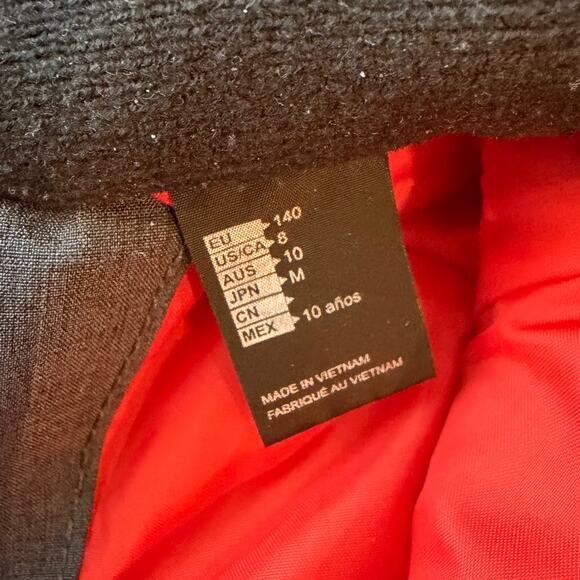 EU 140
US/CA 8
AUS 10
JPN M
CN
MEX 10 años
MADE IN VIETNAM
FABRIQUÉ AU VIETNAM